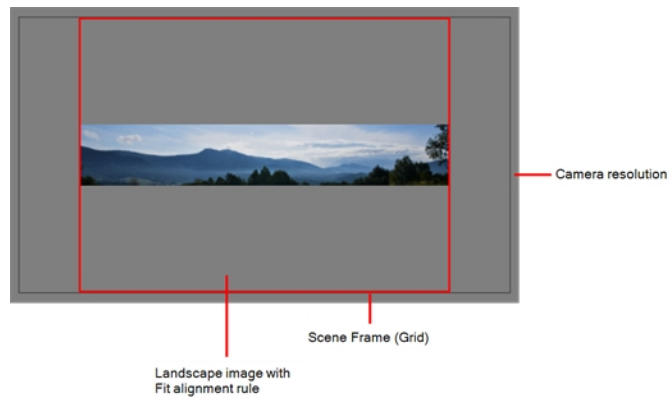 Camera resolution
Scene Frame (Grid)
Landscape image with
Fit alignment rule